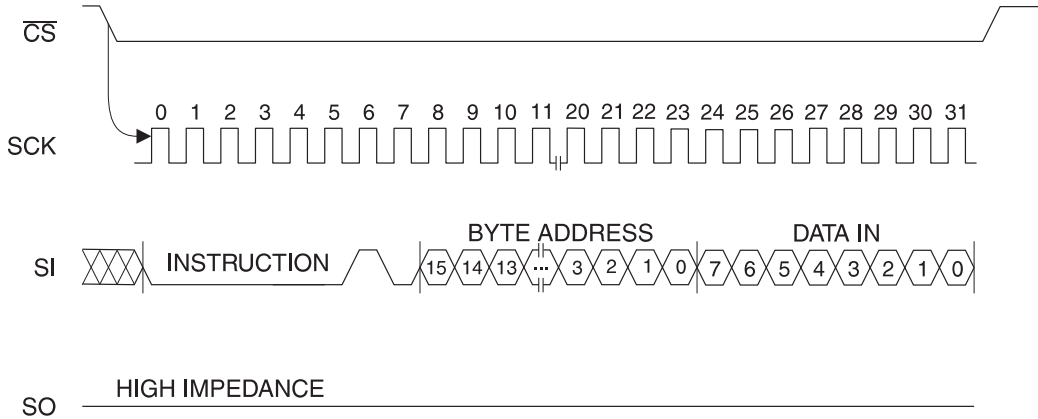 CS
0 1 2 3 4 5 6 7 8 9 10 11 20 21 22 23 24 25 26 27 28 29 30 31
SCK
BYTE ADDRESS DATA IN
SI INSTRUCTION 15 14 13 ... 3 2 1 0 7 6 5 4 3 2 1 0
HIGH IMPEDANCE
SO